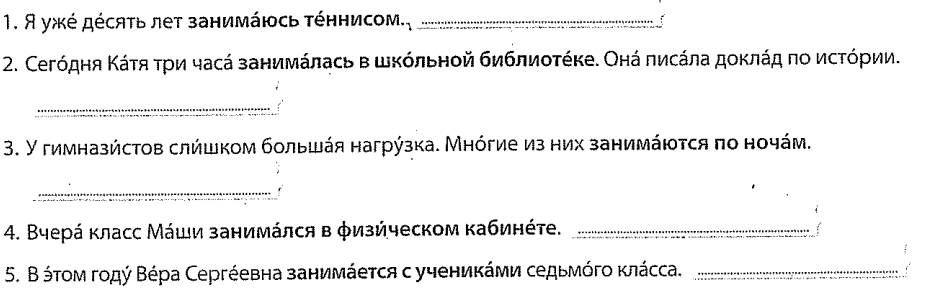 1. Я уже́ де́сять лет занима́юсь те́ннисом.
2. Сего́дня Ка́тя три часа́ занима́лась в шко́льной библиоте́ке. Она́ писа́ла докла́д по исто́рии.
3. У гимнази́стов сли́шком больша́я нагру́зка. Мно́гие из них занима́ются по ноча́м.
4. Вчера́ класс Ма́ши занима́лся в физи́ческом кабине́те.
5. В э́том году́ Ве́ра Серге́евна занима́ется с ученика́ми седьмо́го кла́сса.